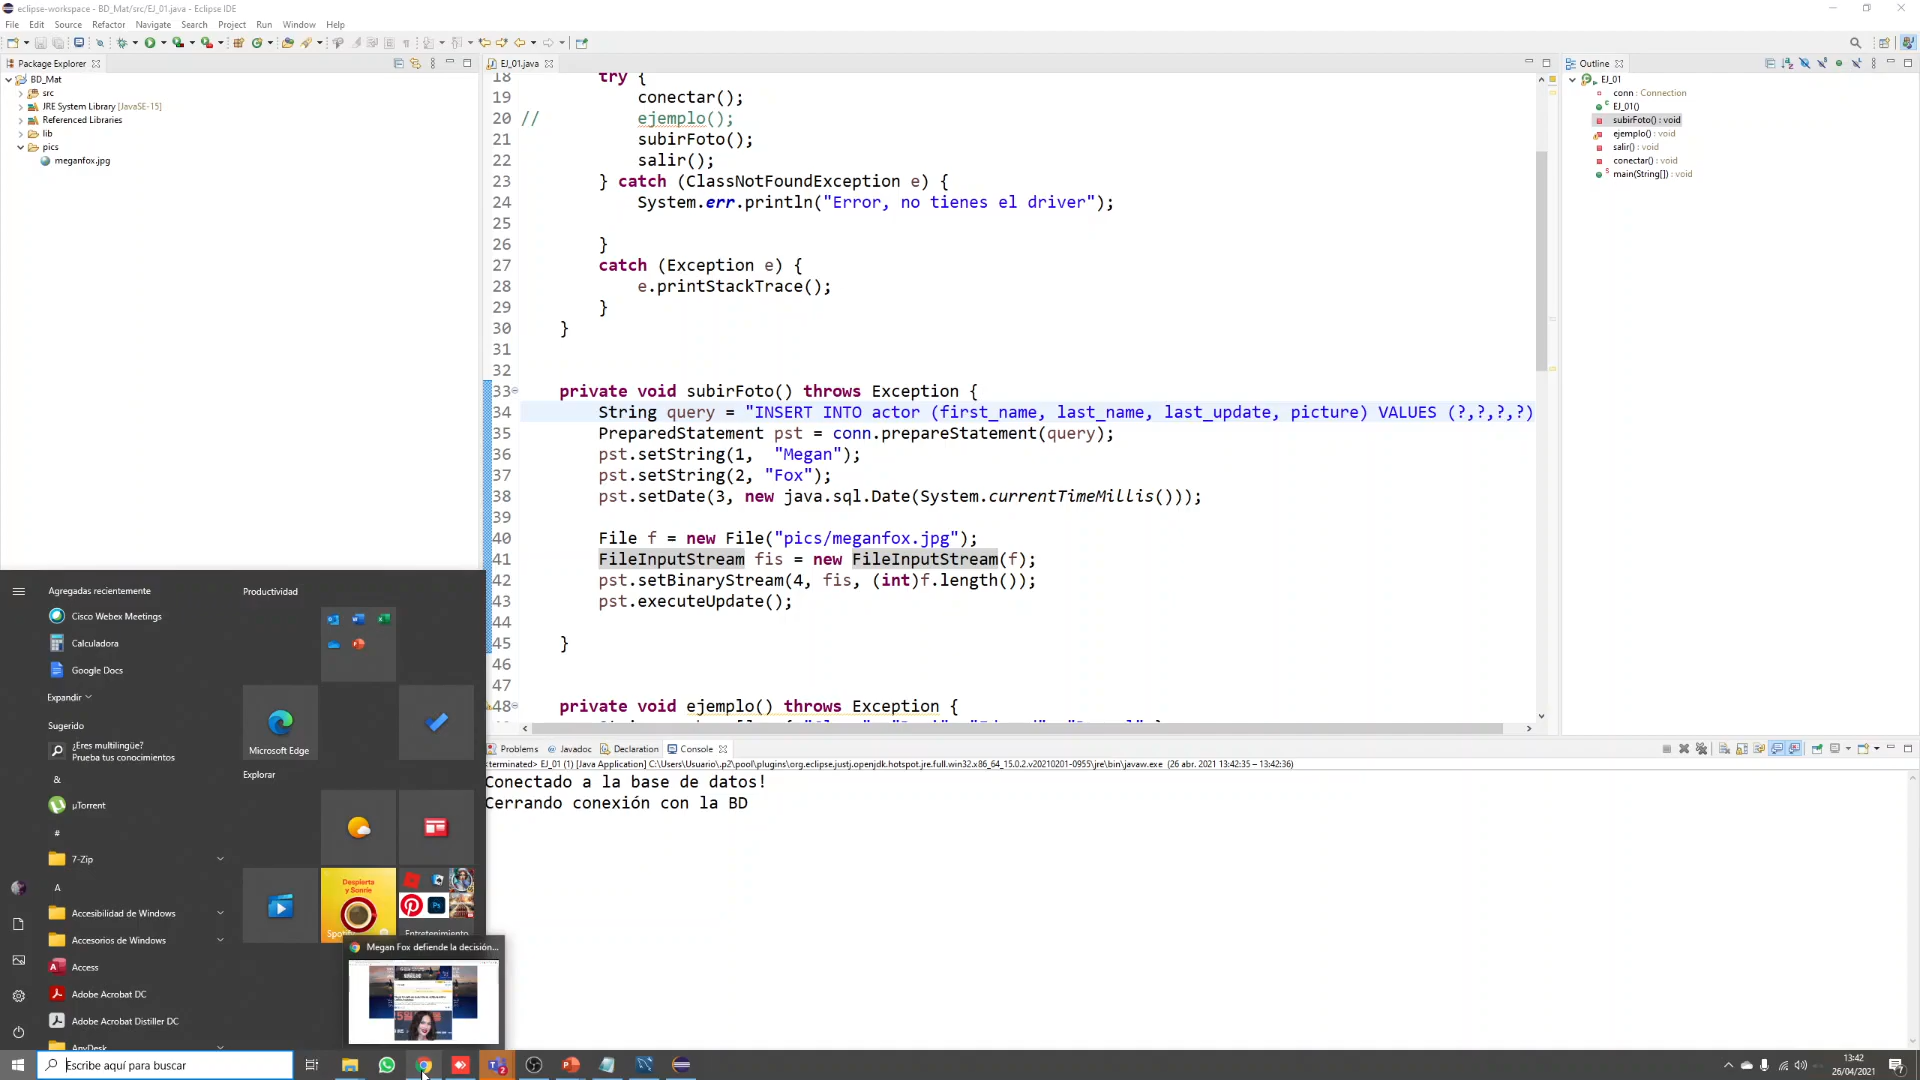 eclipse-workspace - BD_Mat/src/EJ_01.java - Eclipse IDE
File Edit Source Refactor Navigate Search Project Run Window Help
Package Explorer
BD_Mat
src
JRE System Library [JavaSE-15]
Referenced Libraries
lib
pics
meganfox.jpg
EJ_01.java
18 try {
19 conectar();
20 // ejemplo();
21 subirFoto();
22 salir();
23 } catch (ClassNotFoundException e) {
24 System.err.println("Error, no tienes el driver");
25
26 }
27 catch (Exception e) {
28 e.printStackTrace();
29 }
30 }
31
32
33 private void subirFoto() throws Exception {
34 String query = "INSERT INTO actor (first_name, last_name, last_update, picture) VALUES (?,?,?,?)
35 PreparedStatement pst = conn.prepareStatement(query);
36 pst.setString(1, "Megan");
37 pst.setString(2, "Fox");
38 pst.setDate(3, new java.sql.Date(System.currentTimeMillis()));
39
40 File f = new File("pics/meganfox.jpg");
41 FileInputStream fis = new FileInputStream(f);
42 pst.setBinaryStream(4, fis, (int)f.length());
43 pst.executeUpdate();
44
45 }
46
47
48 private void ejemplo() throws Exception {
Outline
EJ_01
conn : Connection
EJ_01()
subirFoto() : void
ejemplo() : void
salir() : void
conectar() : void
main(String[]) : void
Problems Javadoc Declaration Console
<terminated> EJ_01 (1) [Java Application] C:\Users\Usuario\.p2\pool\plugins\org.eclipse.justj.openjdk.hotspot.jre.full.win32.x86_64_15.0.2.v20210201-0955\jre\bin\javaw.exe (26 abr. 2021 13:42:35 – 13:42:36)
Conectado a la base de datos!
Cerrando conexión con la BD
Agregadas recientemente
Cisco Webex Meetings
Calculadora
Google Docs
Expandir
Sugerido
¿Eres multilingüe?
Prueba tus conocimientos
&
µTorrent
#
7-Zip
A
Accesibilidad de Windows
Accesorios de Windows
Access
Adobe Acrobat DC
Adobe Acrobat Distiller DC
AnyDesk
Productividad
Microsoft Edge
Explorar
Despierta
y Sonríe
Spotify
Entretenimiento
Megan Fox defiende la decisión...
Escribe aquí para buscar
13:42
26/04/2021